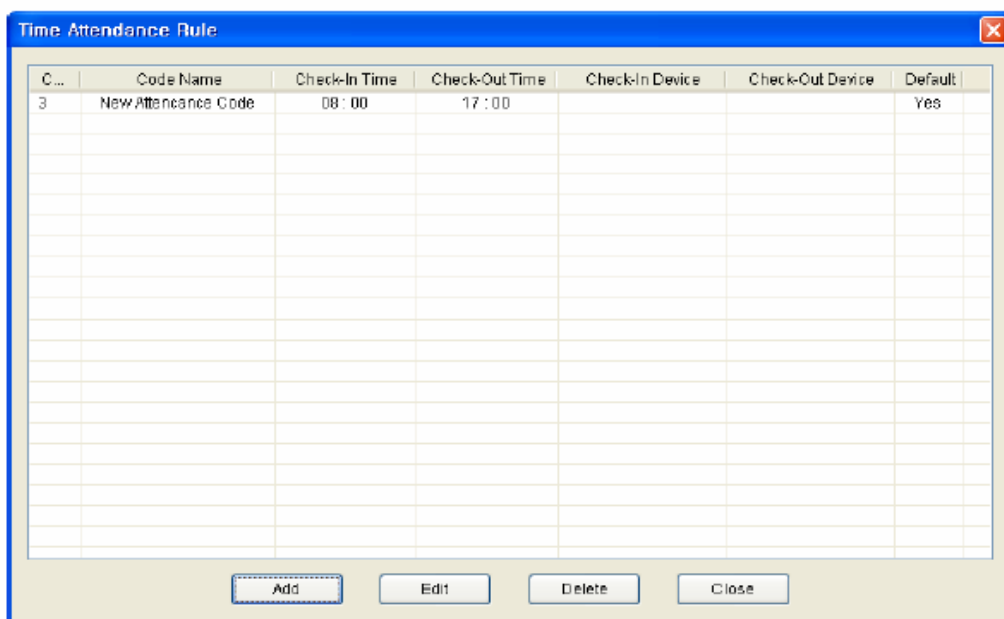 Time Attendance Rule
C... Code Name Check-In Time Check-Out Time Check-In Device Check-Out Device Default
3 New Attencance Code 08 : 00 17 : 00 Yes
Add Edit Delete Close